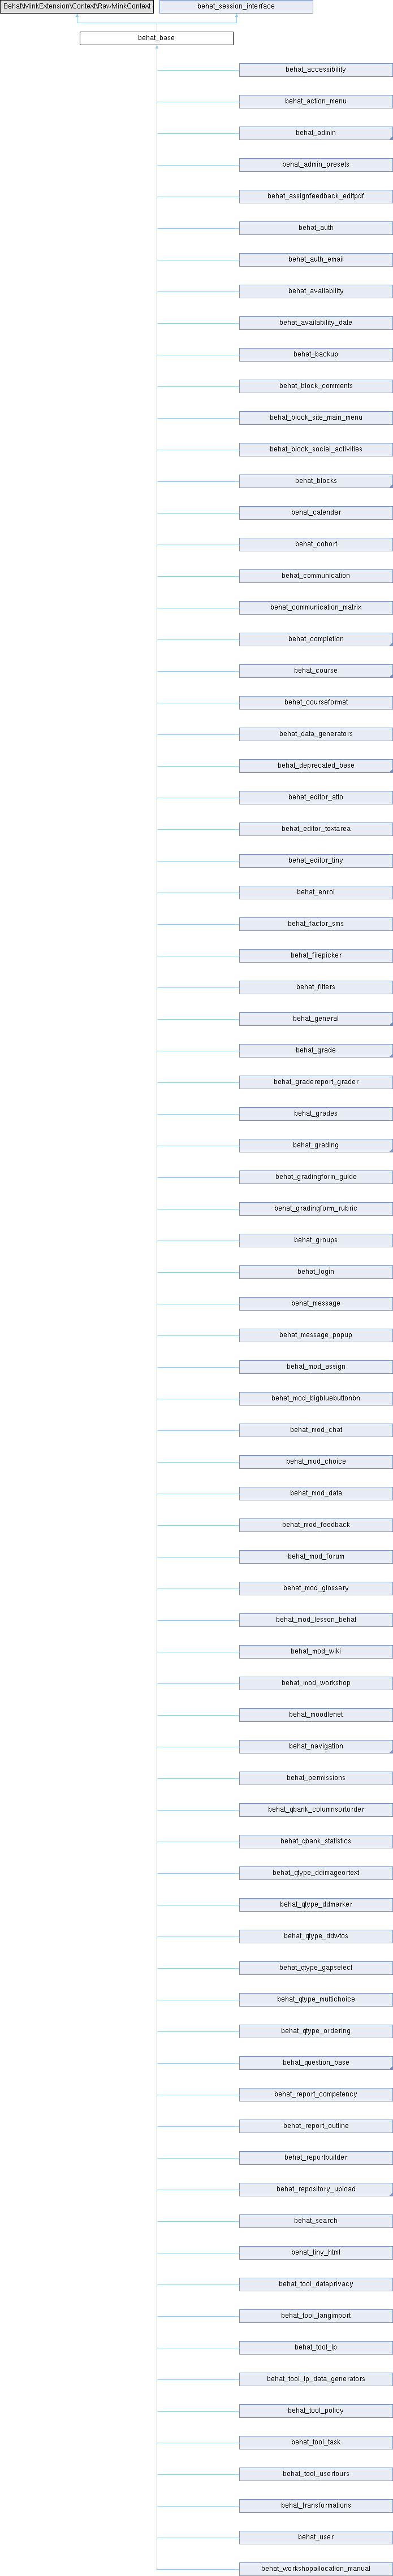 Behat\MinkExtension\Context\RawMinkContext
behat_session_interface
behat_base
behat_accessibility
behat_action_menu
behat_admin
behat_admin_presets
behat_assignfeedback_editpdf
behat_auth
behat_auth_email
behat_availability
behat_availability_date
behat_backup
behat_block_comments
behat_block_site_main_menu
behat_block_social_activities
behat_blocks
behat_calendar
behat_cohort
behat_communication
behat_communication_matrix
behat_completion
behat_course
behat_courseformat
behat_data_generators
behat_deprecated_base
behat_editor_atto
behat_editor_textarea
behat_editor_tiny
behat_enrol
behat_factor_sms
behat_filepicker
behat_filters
behat_general
behat_grade
behat_gradereport_grader
behat_grades
behat_grading
behat_gradingform_guide
behat_gradingform_rubric
behat_groups
behat_login
behat_message
behat_message_popup
behat_mod_assign
behat_mod_bigbluebuttonbn
behat_mod_chat
behat_mod_choice
behat_mod_data
behat_mod_feedback
behat_mod_forum
behat_mod_glossary
behat_mod_lesson_behat
behat_mod_wiki
behat_mod_workshop
behat_moodlenet
behat_navigation
behat_permissions
behat_qbank_columnsortorder
behat_qbank_statistics
behat_qtype_ddimageortext
behat_qtype_ddmarker
behat_qtype_ddwtos
behat_qtype_gapselect
behat_qtype_multichoice
behat_qtype_ordering
behat_question_base
behat_report_competency
behat_report_outline
behat_reportbuilder
behat_repository_upload
behat_search
behat_tiny_html
behat_tool_dataprivacy
behat_tool_langimport
behat_tool_lp
behat_tool_lp_data_generators
behat_tool_policy
behat_tool_task
behat_tool_usertours
behat_transformations
behat_user
behat_workshopallocation_manual